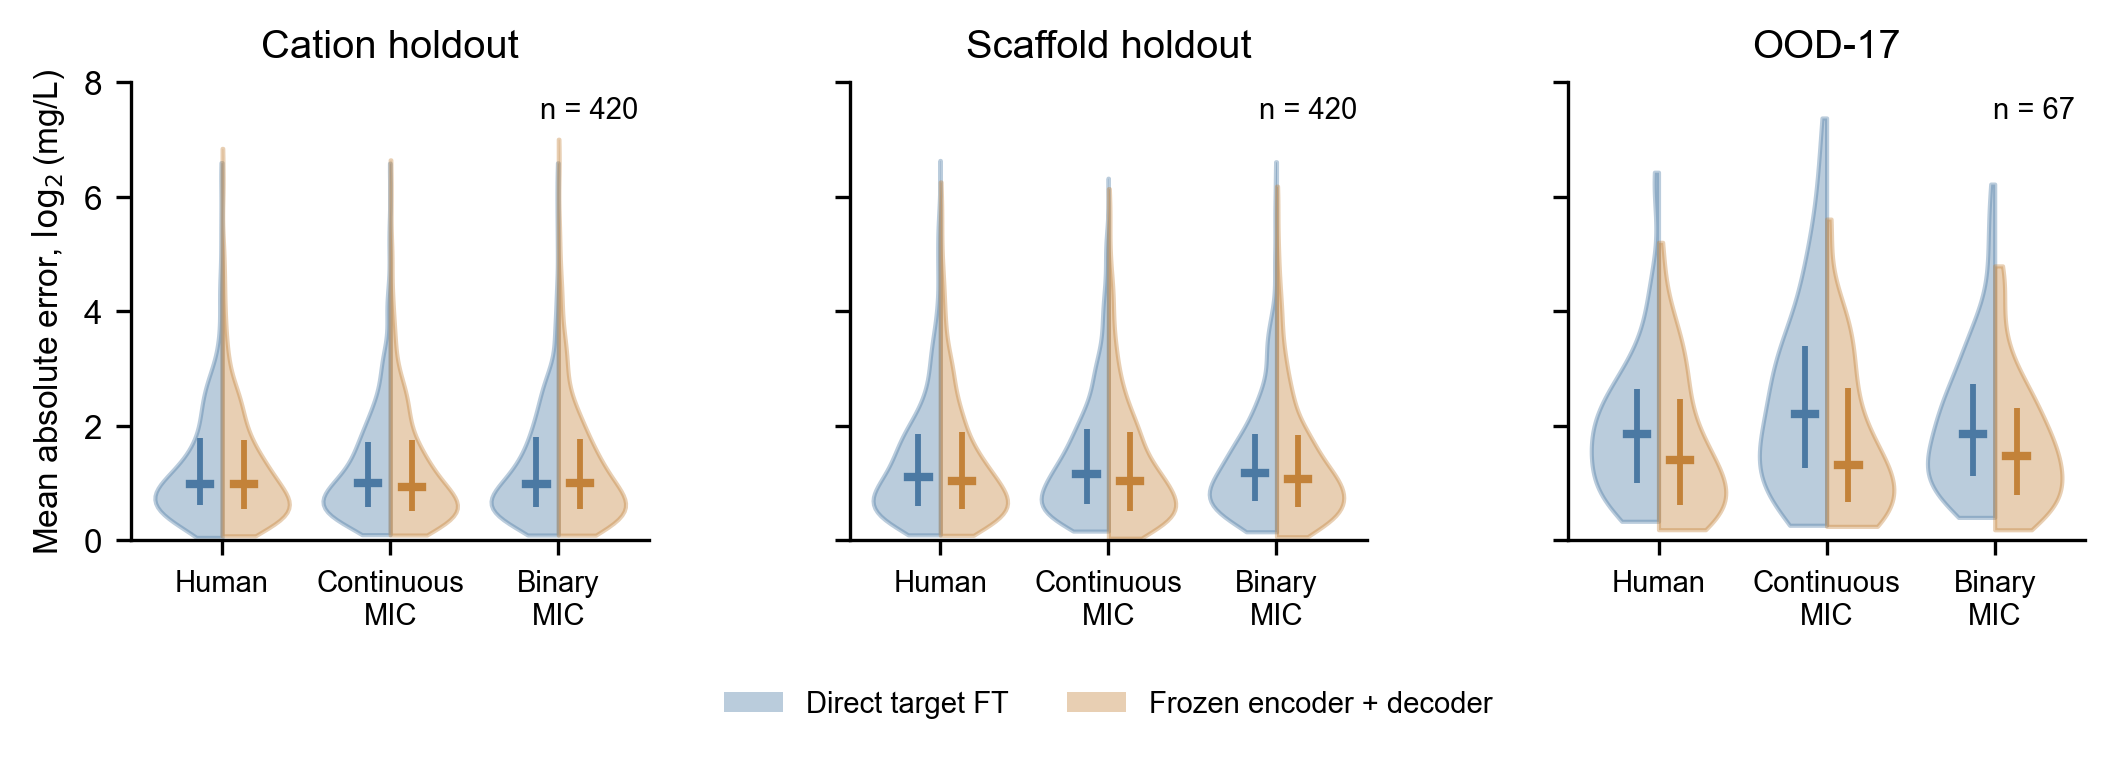 Cation holdout
Scaffold holdout
OOD-17
Mean absolute error, log₂ (mg/L)
8
6
4
2
0
n = 420
n = 420
n = 67
Human
Continuous
MIC
Binary
MIC
Human
Continuous
MIC
Binary
MIC
Human
Continuous
MIC
Binary
MIC
Direct target FT
Frozen encoder + decoder